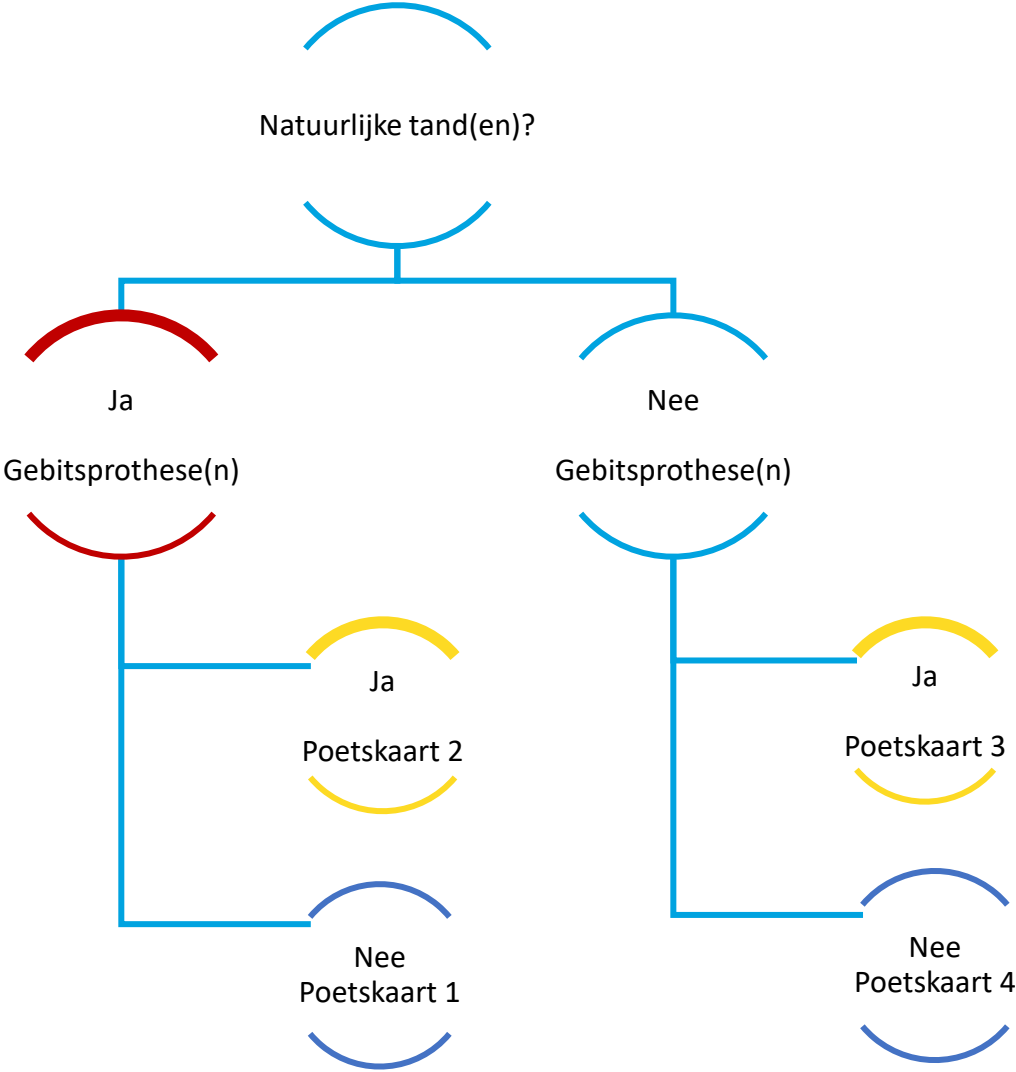 Natuurlijke tand(en)?
Ja
Gebitsprothese(n)
Nee
Gebitsprothese(n)
Ja
Poetskaart 2
Nee
Poetskaart 1
Ja
Poetskaart 3
Nee
Poetskaart 4